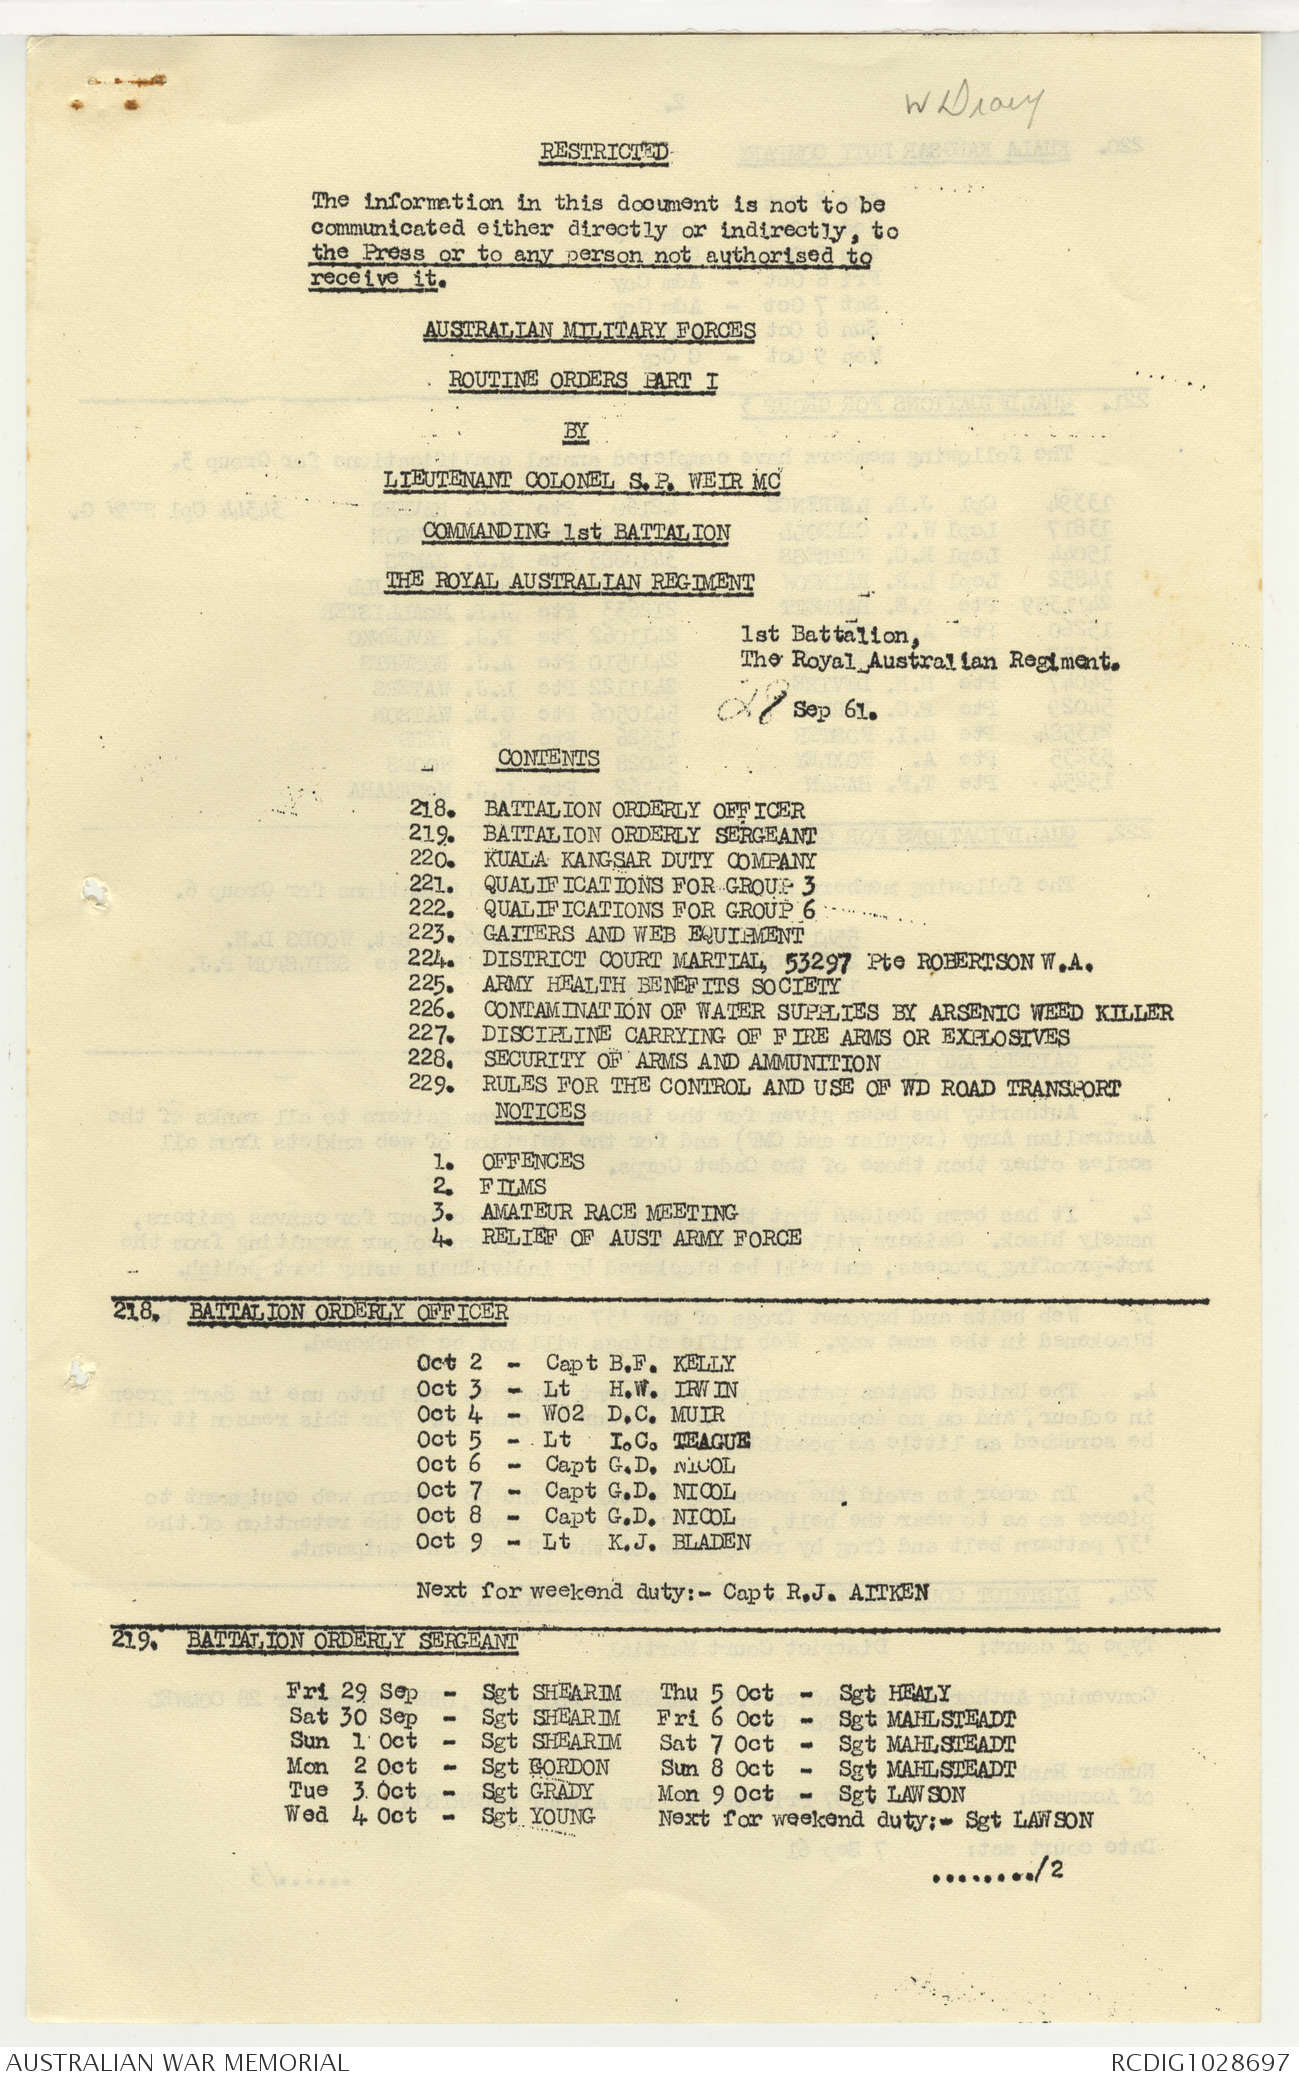 W Diary
RESTRICTED
The information in this document is not to be
communicated either directly or indirectly, to
the Press or to any person not authorised to
receive it.
AUSTRALIAN MILITARY FORCES
ROUTINE ORDERS PART I
BY
LIEUTENANT COLONEL S.P. WEIR MC
COMMANDING 1st BATTALION
THE ROYAL AUSTRALIAN REGIMENT
1st Battalion,
The Royal Australian Regiment.
28 Sep 61.
CONTENTS
218. BATTALION ORDERLY OFFICER
219. BATTALION ORDERLY SERGEANT
220. KUALA KANGSAR DUTY COMPANY
221. QUALIFICATIONS FOR GROUP 3
222. QUALIFICATIONS FOR GROUP 6
223. GAITERS AND WEB EQUIPMENT
224. DISTRICT COURT MARTIAL, 53297 Pte ROBERTSON W.A.
225. ARMY HEALTH BENEFITS SOCIETY
226. CONTAMINATION OF WATER SUPPLIES BY ARSENIC WEED KILLER
227. DISCIPLINE CARRYING OF FIRE ARMS OR EXPLOSIVES
228. SECURITY OF ARMS AND AMMUNITION
229. RULES FOR THE CONTROL AND USE OF WD ROAD TRANSPORT
NOTICES
1. OFFENCES
2. FILMS
3. AMATEUR RACE MEETING
4. RELIEF OF AUST ARMY FORCE
218. BATTALION ORDERLY OFFICER
Oct 2 - Capt B.F. KELLY
Oct 3 - Lt H.W. IRWIN
Oct 4 - WO2 D.C. MUIR
Oct 5 - Lt I.C. TEAGUE
Oct 6 - Capt G.D. NICOL
Oct 7 - Capt G.D. NICOL
Oct 8 - Capt G.D. NICOL
Oct 9 - Lt K.J. BLADEN
Next for weekend duty:- Capt R.J. AITKEN
219. BATTALION ORDERLY SERGEANT
Fri 29 Sep - Sgt SHEARIM Thu 5 Oct - Sgt HEALY
Sat 30 Sep - Sgt SHEARIM Fri 6 Oct - Sgt MAHLSTEADT
Sun 1 Oct - Sgt SHEARIM Sat 7 Oct - Sgt MAHLSTEADT
Mon 2 Oct - Sgt GORDON Sun 8 Oct - Sgt MAHLSTEADT
Tue 3 Oct - Sgt GRADY Mon 9 Oct - Sgt LAWSON
Wed 4 Oct - Sgt YOUNG Next for weekend duty:- Sgt LAWSON
......../2
AUSTRALIAN WAR MEMORIAL RCDIG1028697